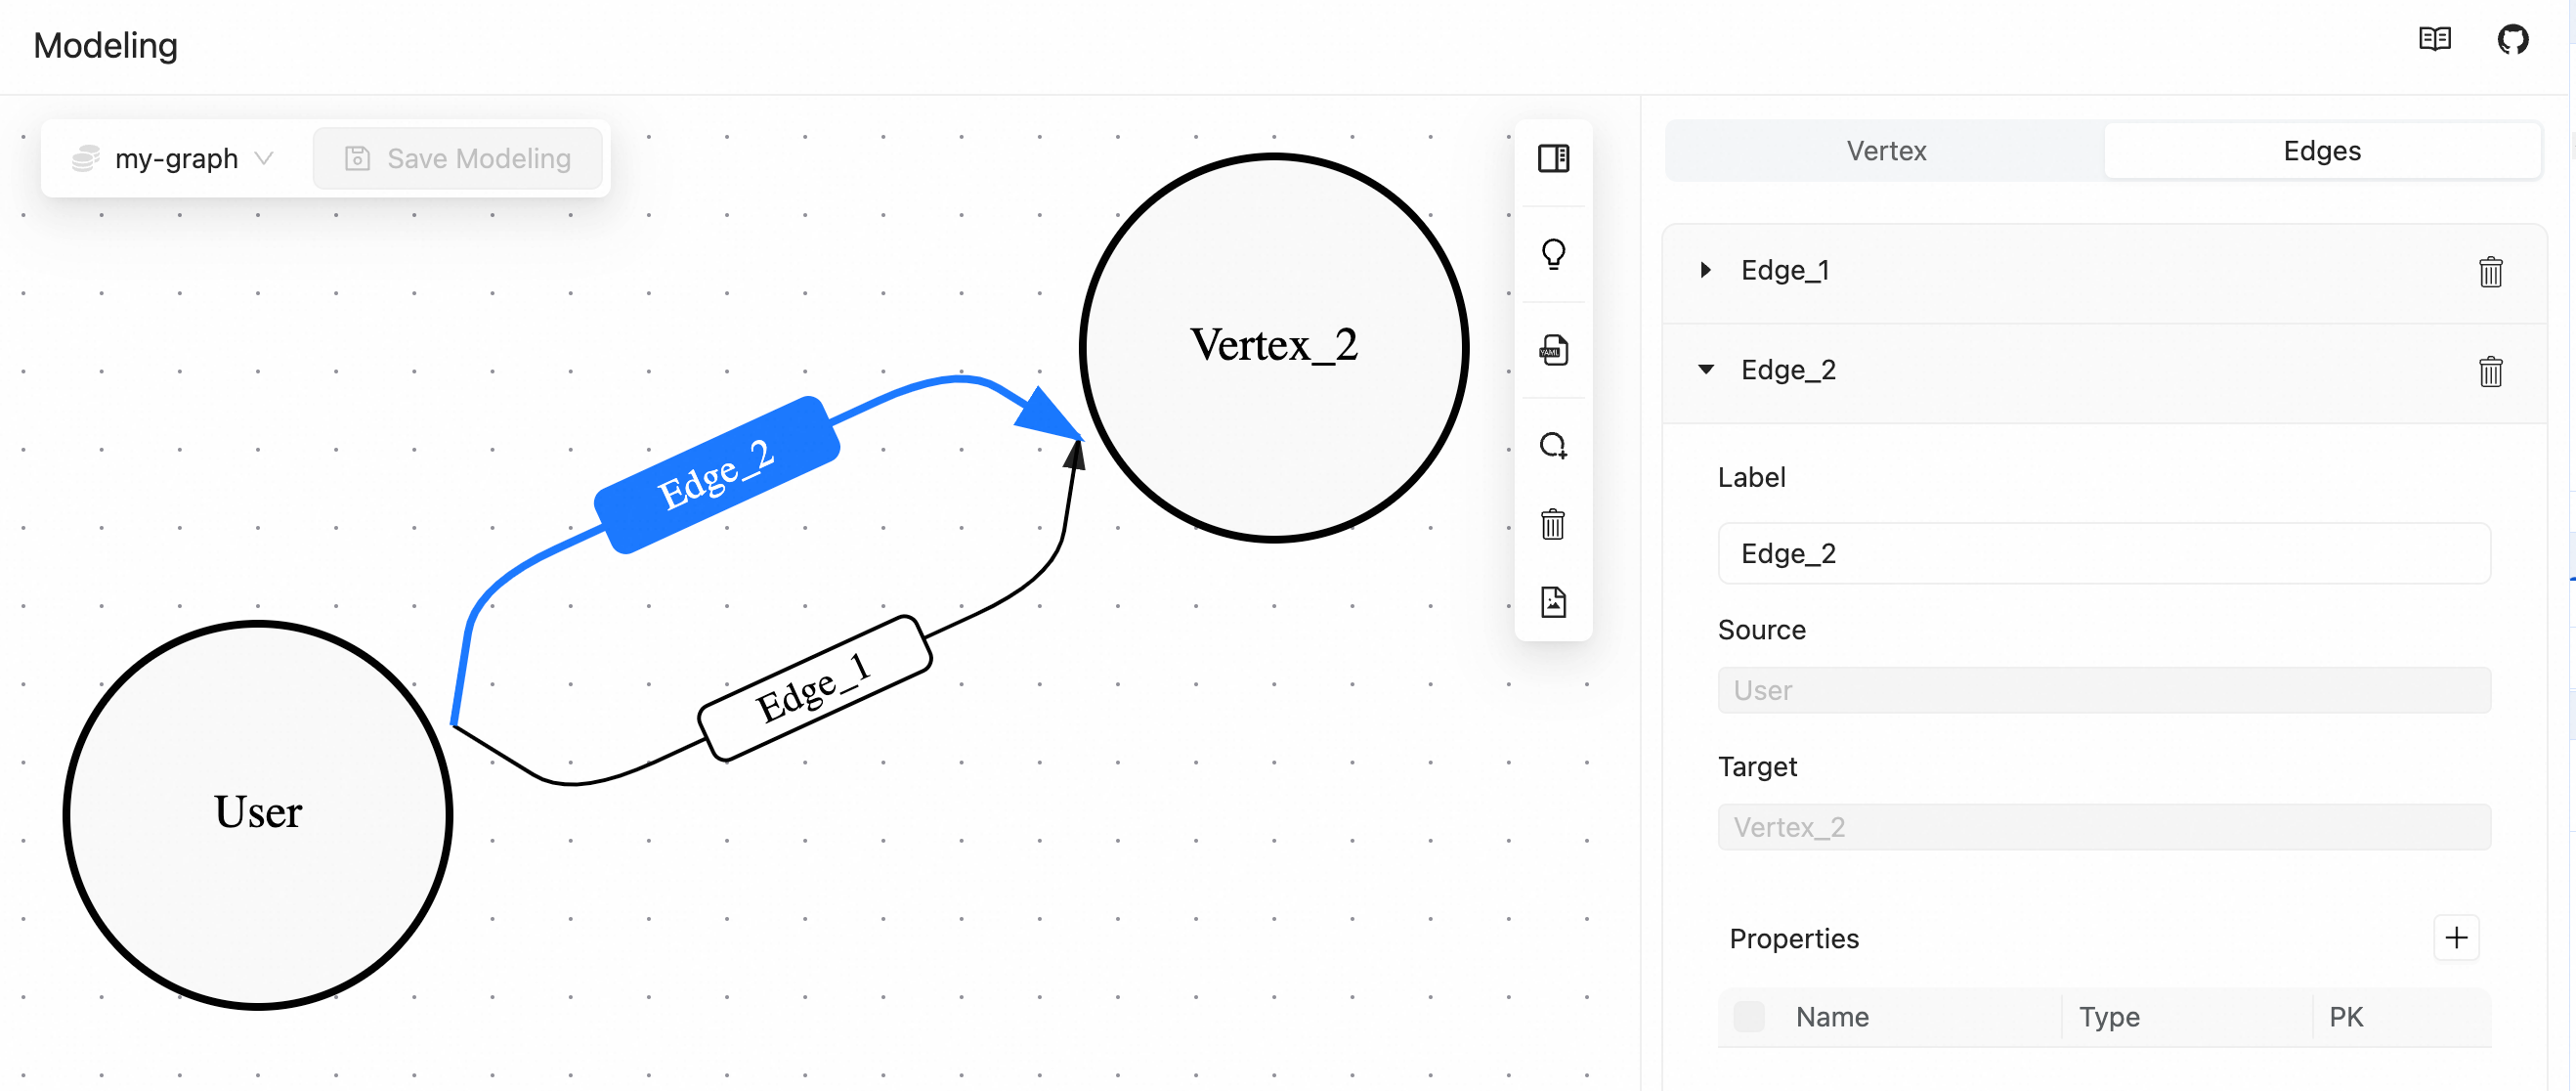 Modeling
my-graph
Save Modeling
Vertex
Edges
Vertex_2
Edge_2
Edge_1
User
YAML
Edge_1
Edge_2
Label
Edge_2
Source
User
Target
Vertex_2
Properties
Name Type PK